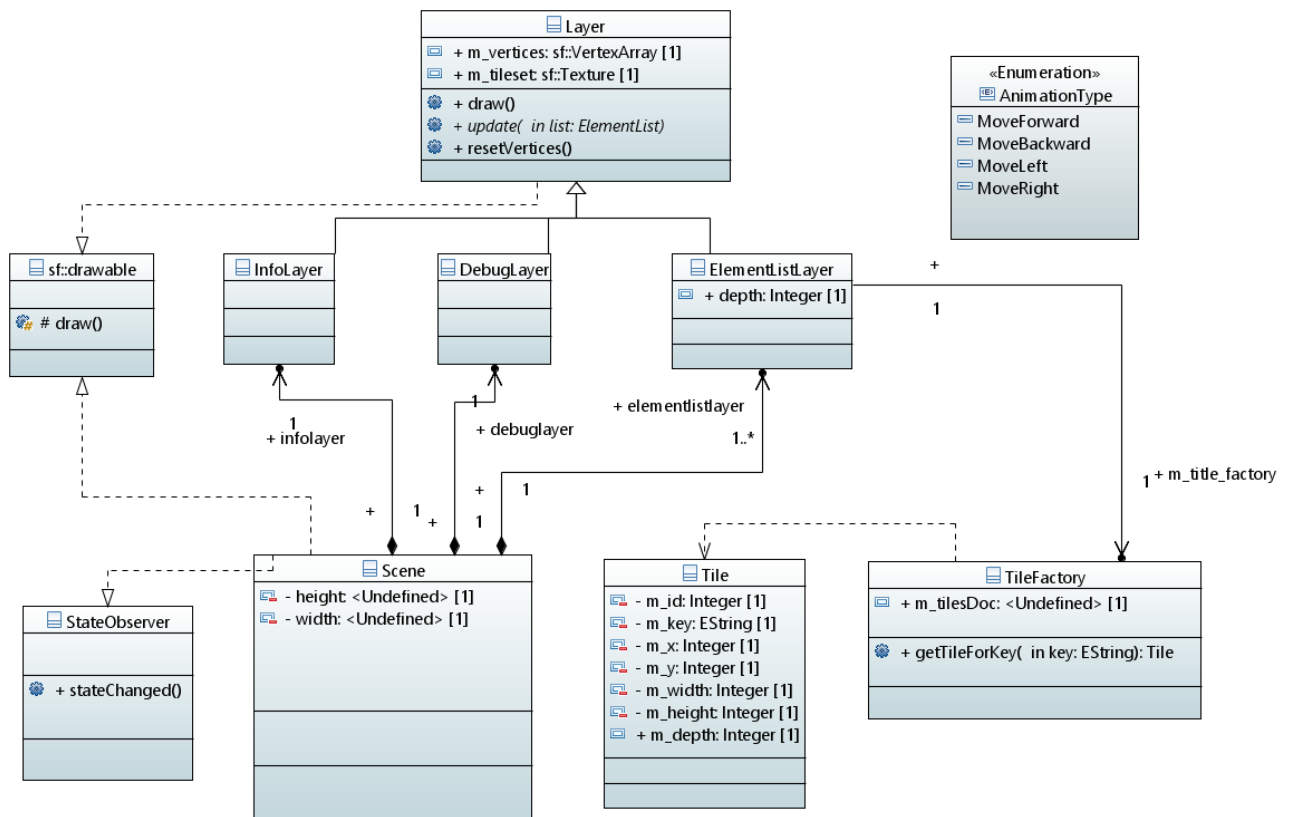 Layer
+ m_vertices: sf::VertexArray [1]
+ m_tileset: sf::Texture [1]
+ draw()
+ update( in list: ElementList)
+ resetVertices()
«Enumeration»
AnimationType
MoveForward
MoveBackward
MoveLeft
MoveRight
sf::drawable
# draw()
InfoLayer
DebugLayer
ElementListLayer
+ depth: Integer [1]
+
1
1
+ infolayer
1
+ debuglayer
+ elementlistlayer
1..*
+
1
+
+
1
1
1
+ m_title_factory
Scene
- height: <Undefined> [1]
- width: <Undefined> [1]
StateObserver
+ stateChanged()
Tile
- m_id: Integer [1]
- m_key: EString [1]
- m_x: Integer [1]
- m_y: Integer [1]
- m_width: Integer [1]
- m_height: Integer [1]
+ m_depth: Integer [1]
TileFactory
+ m_tilesDoc: <Undefined> [1]
+ getTileForKey( in key: EString): Tile